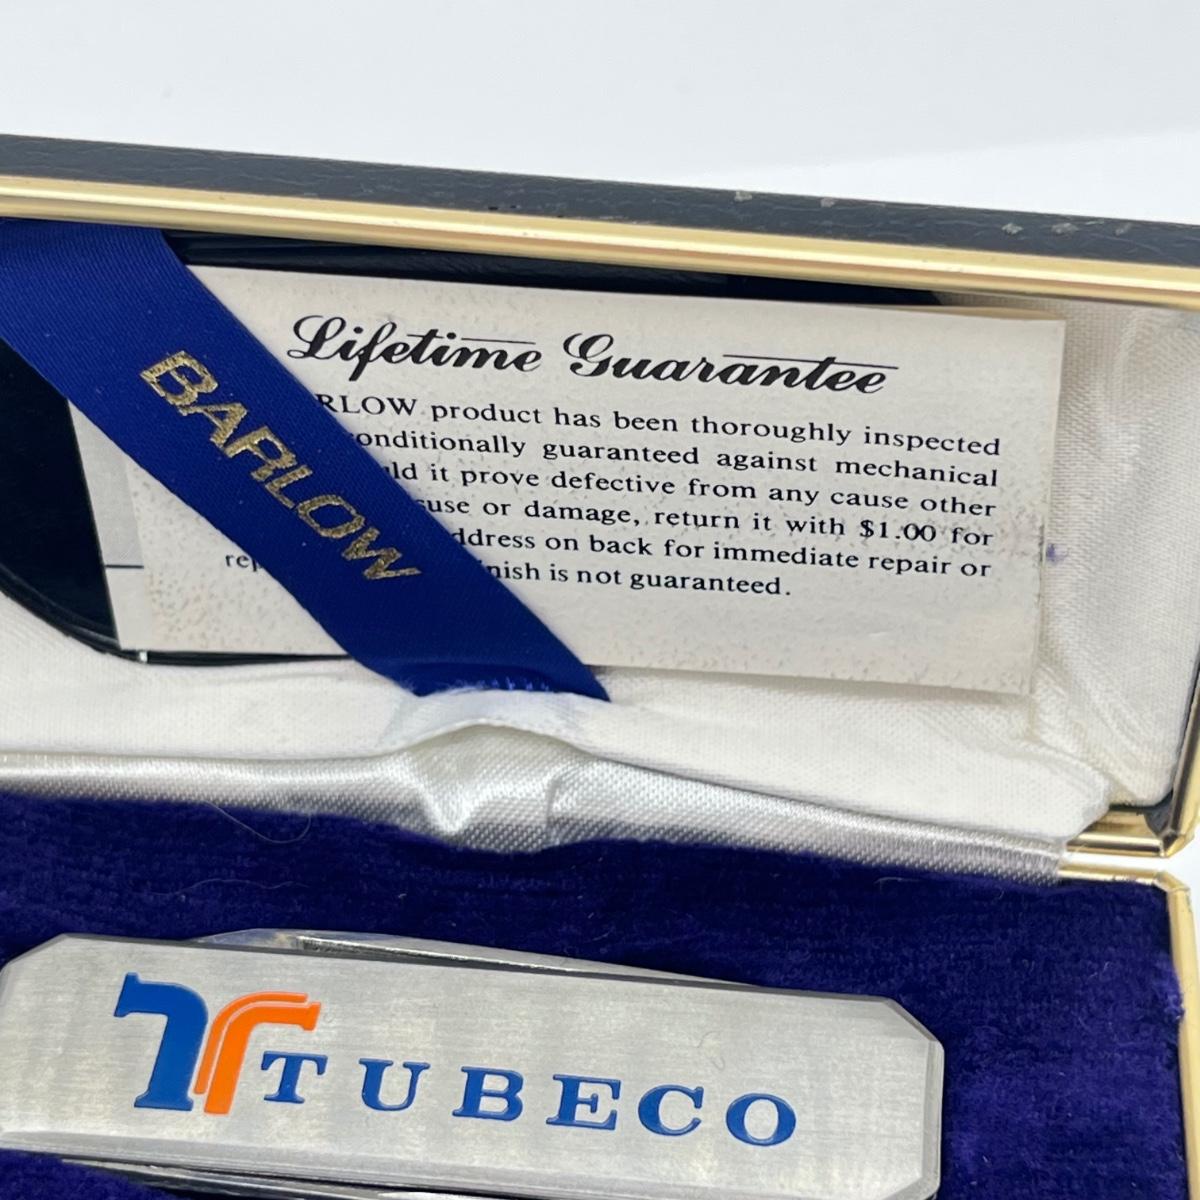 Lifetime Guarantee
RLOW product has been thoroughly inspected
conditionally guaranteed against mechanical
ld it prove defective from any cause other
use or damage, return it with $1.00 for
ddress on back for immediate repair or
rep nish is not guaranteed.
BARLOW
TUBECO